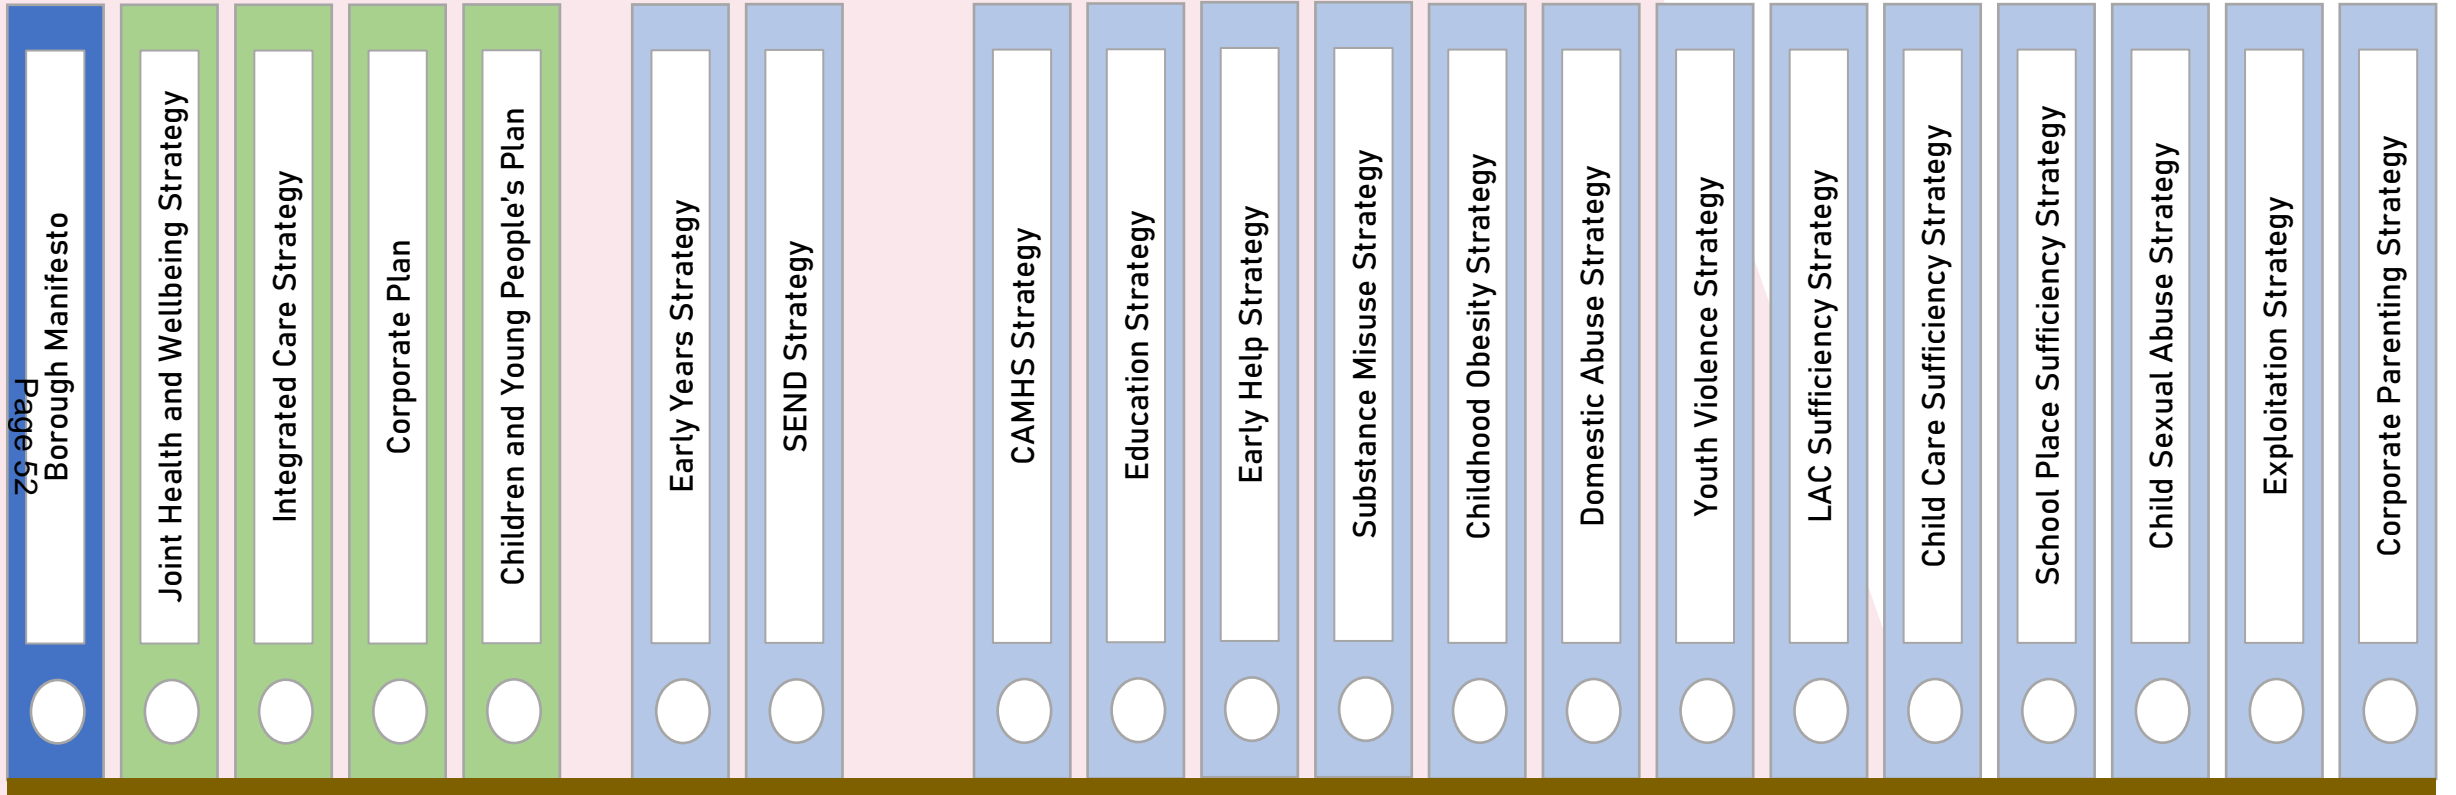 Page 52
Borough Manifesto
Joint Health and Wellbeing Strategy
Integrated Care Strategy
Corporate Plan
Children and Young People's Plan
Early Years Strategy
SEND Strategy
CAMHS Strategy
Education Strategy
Early Help Strategy
Substance Misuse Strategy
Childhood Obesity Strategy
Domestic Abuse Strategy
Youth Violence Strategy
LAC Sufficiency Strategy
Child Care Sufficiency Strategy
School Place Sufficiency Strategy
Child Sexual Abuse Strategy
Exploitation Strategy
Corporate Parenting Strategy